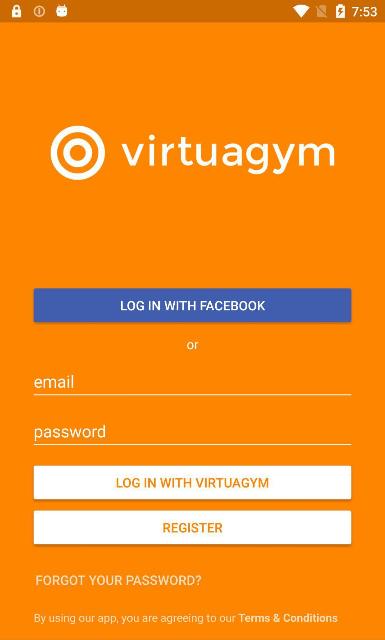 7:53
virtuagym
LOG IN WITH FACEBOOK
or
email
password
LOG IN WITH VIRTUAGYM
REGISTER
FORGOT YOUR PASSWORD?
By using our app, you are agreeing to our Terms & Conditions